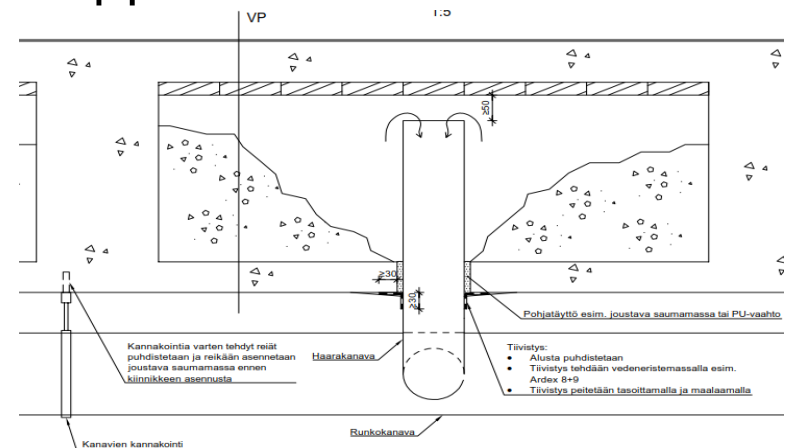 VP
1:5
≥50
≥30
≥30
Pohjatäyttö esim. joustava saumamassa tai PU-vaahto
Kannakointia varten tehdyt reiät
puhdistetaan ja reikään asennetaan
joustava saumamassa ennen
kiinnikkeen asennusta
Haarakanava
Tiivistys:
• Alusta puhdistetaan
• Tiivistys tehdään vedeneristemassalla esim.
Ardex 8+9
• Tiivistys peitetään tasoittamalla ja maalaamalla
Runkokanava
Kanavien kannakointi